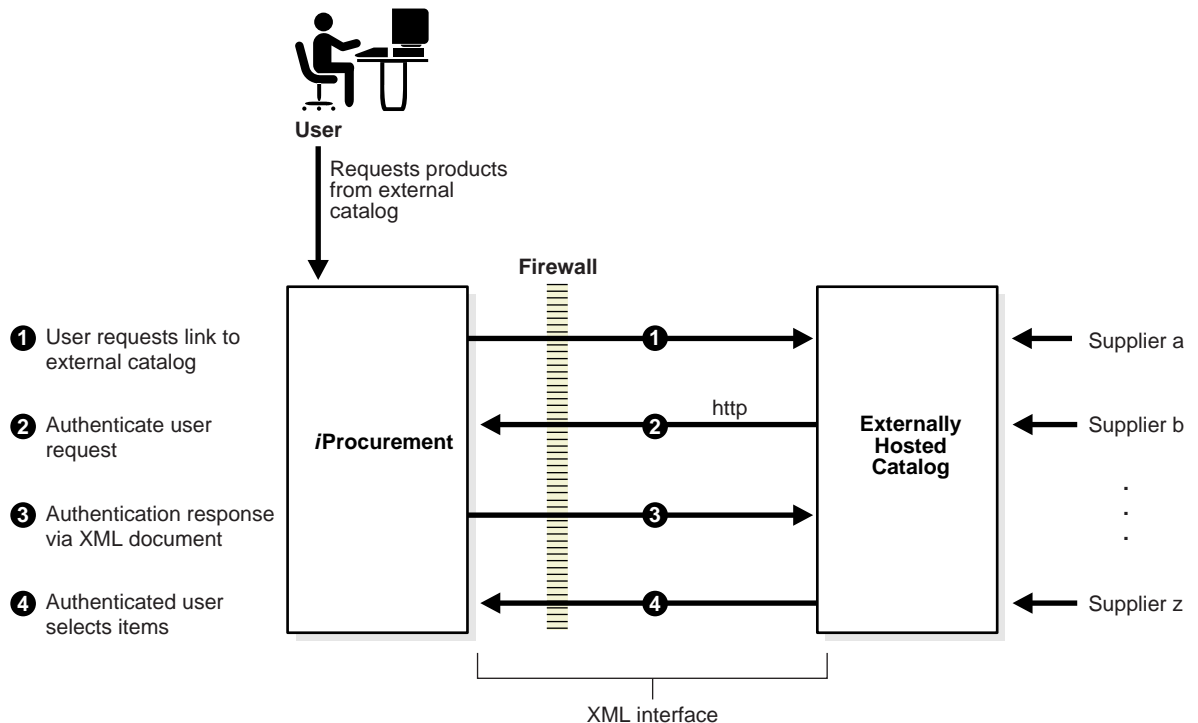 User
Requests products
from external
catalog
Firewall
1 User requests link to
external catalog
1
Supplier a
2 Authenticate user
request
http
2
iProcurement
Externally
Hosted
Catalog
Supplier b
3 Authentication response
via XML document
3
.
.
.
4 Authenticated user
selects items
4
Supplier z
XML interface